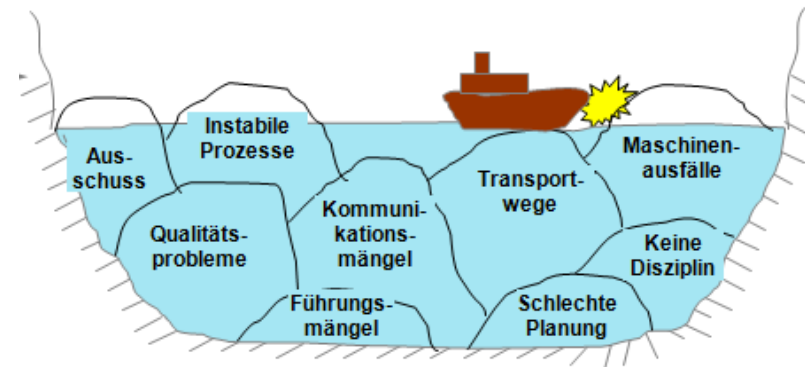 Aus-
schuss
Instabile
Prozesse
Maschinen-
ausfälle
Transport-
wege
Kommuni-
kations-
mängel
Qualitäts-
probleme
Keine
Disziplin
Führungs-
mängel
Schlechte
Planung